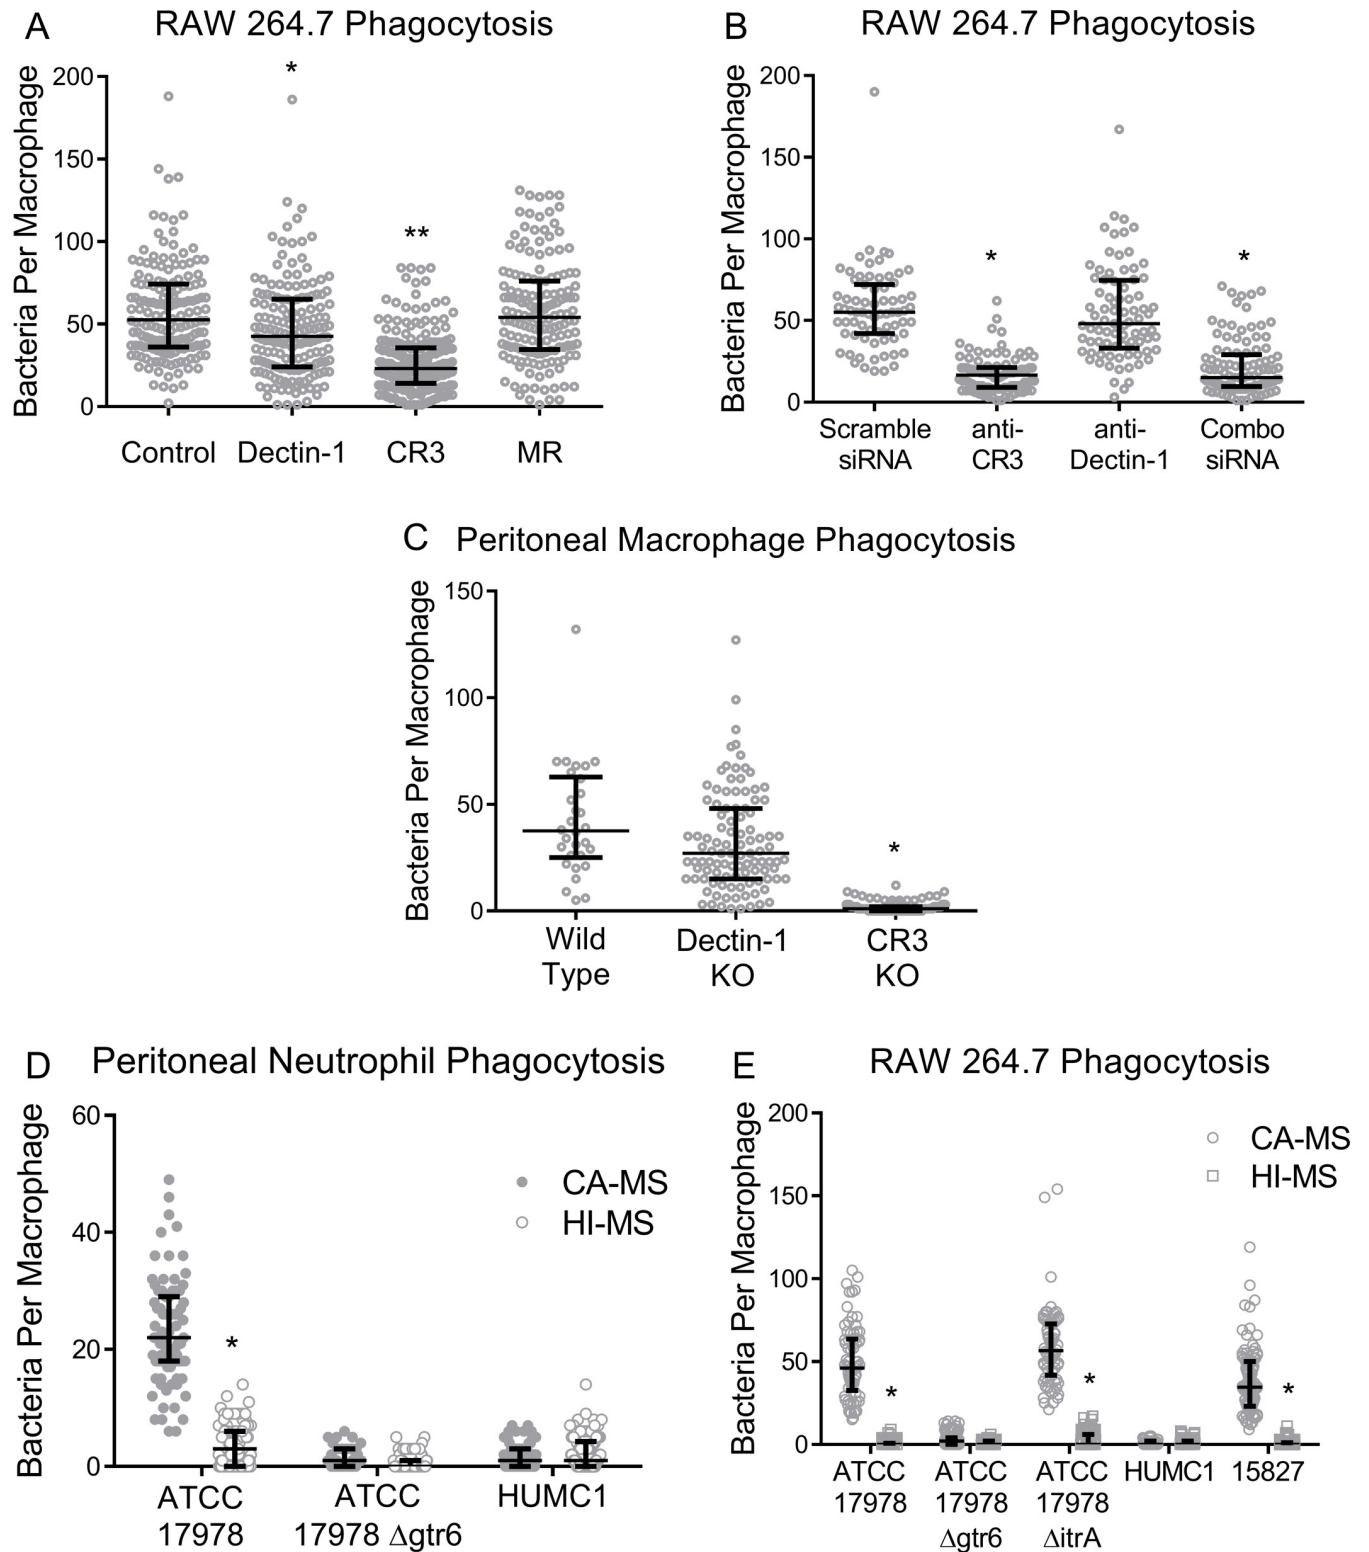 A
RAW 264.7 Phagocytosis
Bacteria Per Macrophage
200
150
100
50
0
*
**
Control
Dectin-1
CR3
MR
B
RAW 264.7 Phagocytosis
Bacteria Per Macrophage
200
150
100
50
0
*
*
Scramble
siRNA
anti-
CR3
anti-
Dectin-1
Combo
siRNA
C
Peritoneal Macrophage Phagocytosis
Bacteria Per Macrophage
150
100
50
0
*
Wild
Type
Dectin-1
KO
CR3
KO
D
Peritoneal Neutrophil Phagocytosis
Bacteria Per Macrophage
60
40
20
0
*
CA-MS
HI-MS
ATCC
17978
ATCC
17978 Δgtr6
HUMC1
E
RAW 264.7 Phagocytosis
Bacteria Per Macrophage
200
150
100
50
0
*
*
*
CA-MS
HI-MS
ATCC
17978
ATCC
17978
Δgtr6
ATCC
17978
ΔitrA
HUMC1
15827